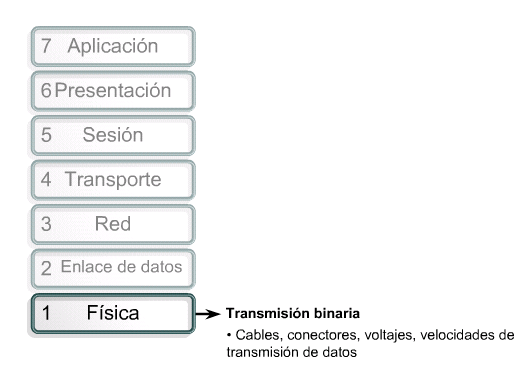 7 Aplicación
6 Presentación
5 Sesión
4 Transporte
3 Red
2 Enlace de datos
1 Física
Transmisión binaria
• Cables, conectores, voltajes, velocidades de
transmisión de datos